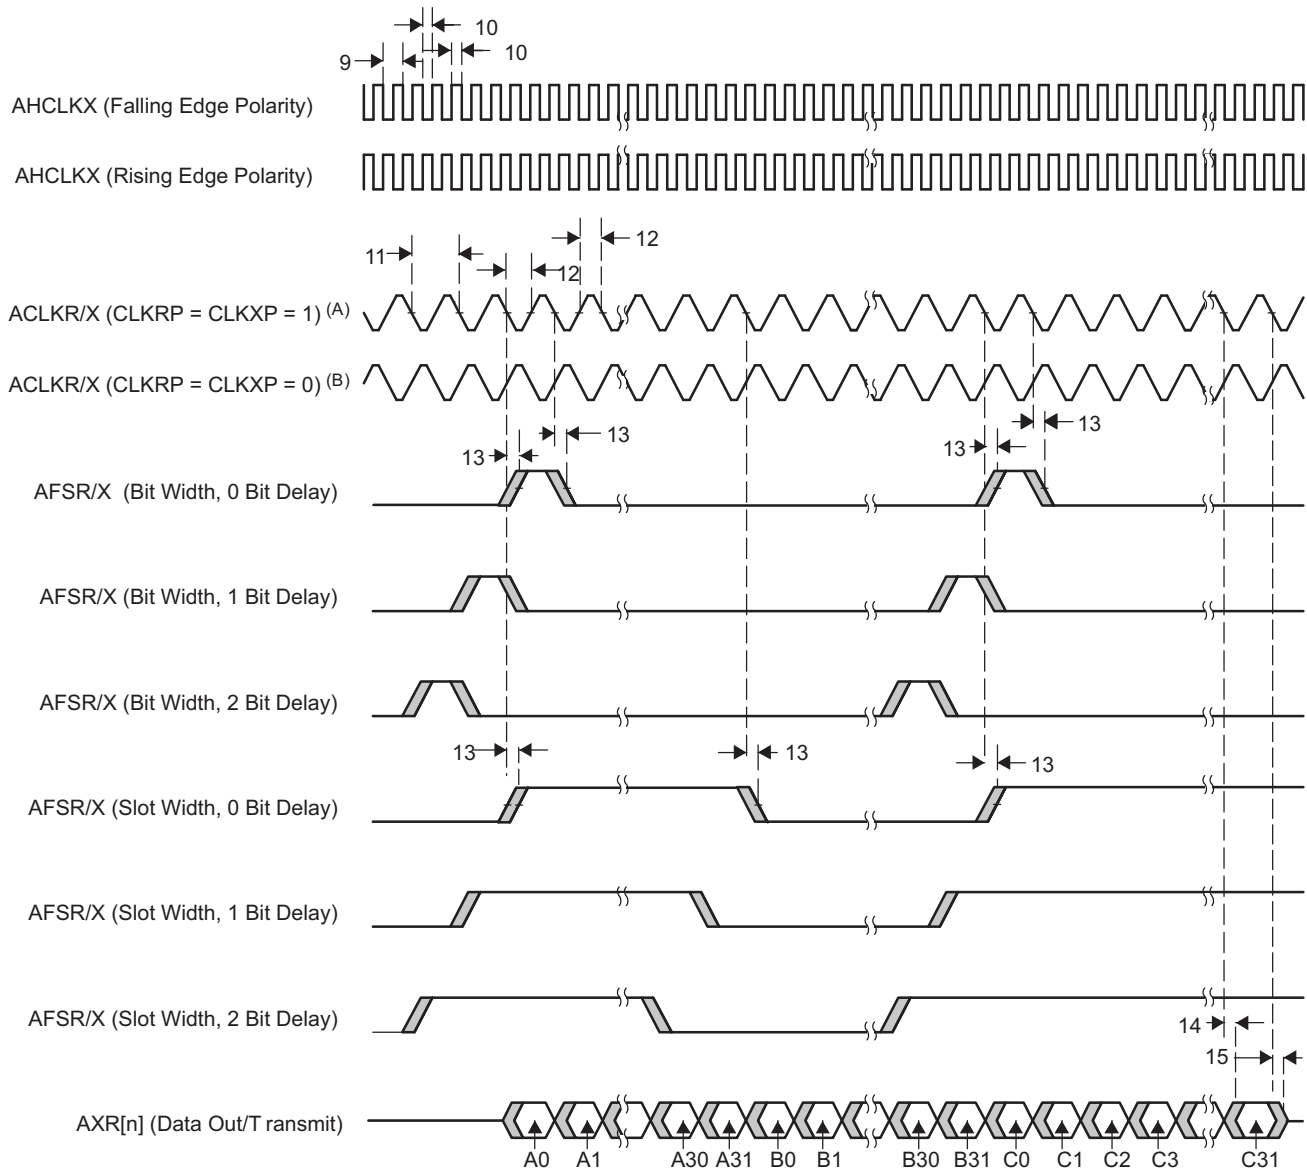 10
10
9
AHCLKX (Falling Edge Polarity)
AHCLKX (Rising Edge Polarity)
12
11
12
ACLKR/X (CLKRP = CLKXP = 1) (A)
ACLKR/X (CLKRP = CLKXP = 0) (B)
13
13
13
13
AFSR/X (Bit Width, 0 Bit Delay)
AFSR/X (Bit Width, 1 Bit Delay)
AFSR/X (Bit Width, 2 Bit Delay)
13
13
13
AFSR/X (Slot Width, 0 Bit Delay)
AFSR/X (Slot Width, 1 Bit Delay)
AFSR/X (Slot Width, 2 Bit Delay)
14
15
AXR[n] (Data Out/T ransmit)
A0 A1 A30 A31 B0 B1 B30 B31 C0 C1 C2 C3 C31